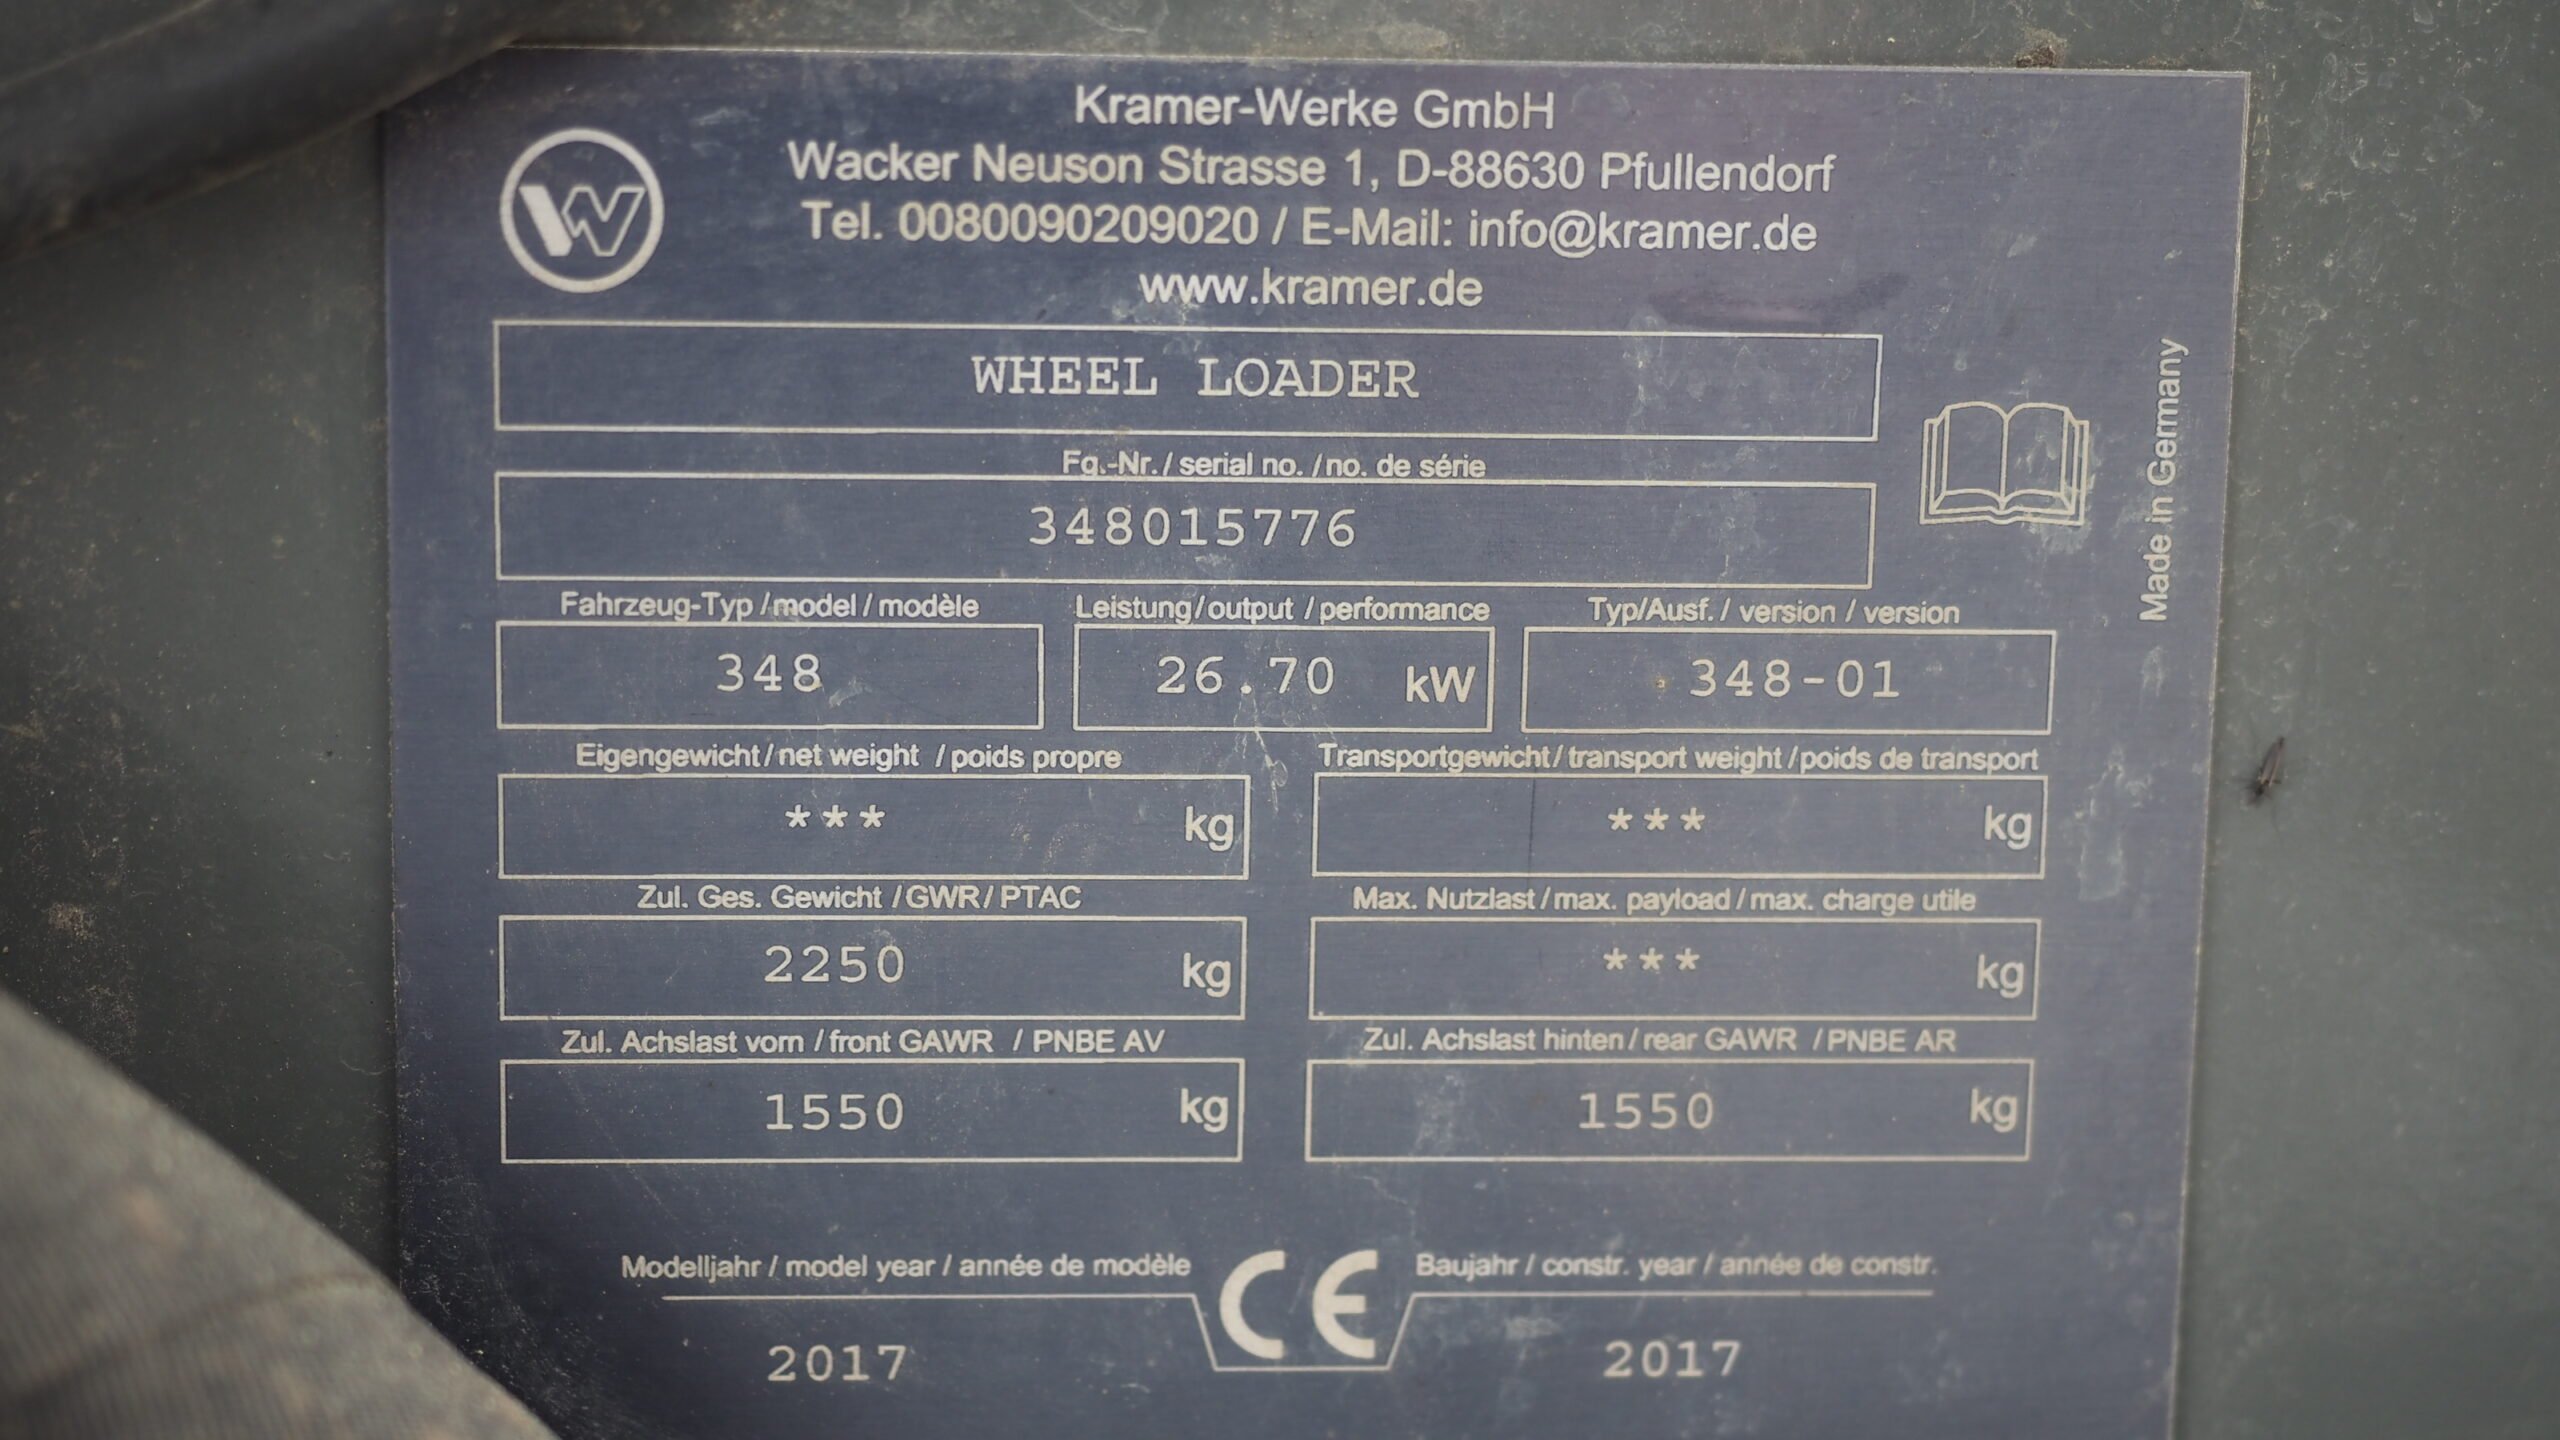 Kramer-Werke GmbH
Wacker Neuson Strasse 1, D-88630 Pfullendorf
Tel. 0080090209020 / E-Mail: info@kramer.de
www.kramer.de
WHEEL LOADER
Fg.-Nr. / serial no. / no. de série
348015776
Made in Germany
Fahrzeug-Typ / model / modèle Leistung / output / performance Typ/Ausf. / version / version
348 26.70 kW 348-01
Eigengewicht / net weight / poids propre Transportgewicht / transport weight / poids de transport
*** kg *** kg
Zul. Ges. Gewicht / GWR / PTAC Max. Nutzlast / max. payload / max. charge utile
2250 kg *** kg
Zul. Achslast vorn / front GAWR / PNBE AV Zul. Achslast hinten / rear GAWR / PNBE AR
1550 kg 1550 kg
Modelljahr / model year / année de modèle CE Baujahr / constr. year / année de constr.
2017 2017